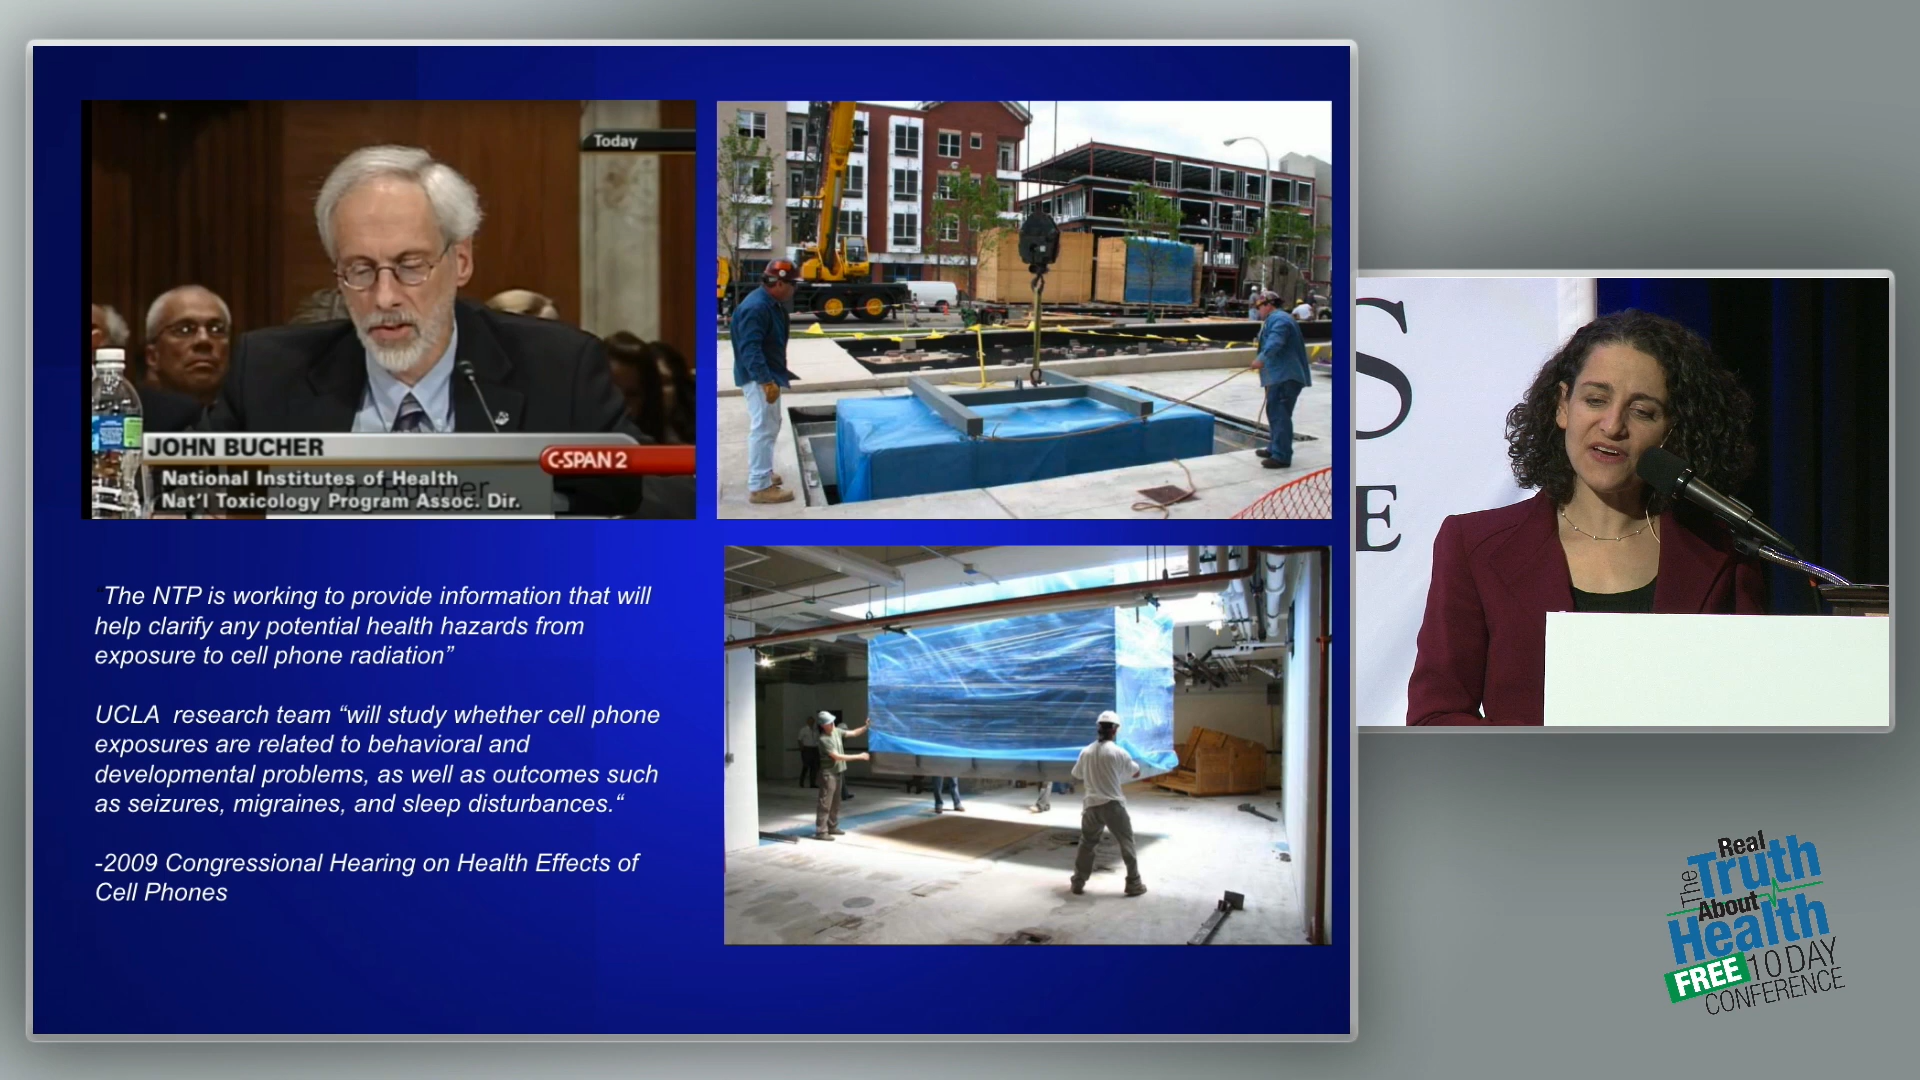 Today
JOHN BUCHER
C-SPAN 2
National Institutes of Health
Nat'l Toxicology Program Assoc. Dir.
"The NTP is working to provide information that will
help clarify any potential health hazards from
exposure to cell phone radiation”
UCLA  research team “will study whether cell phone
exposures are related to behavioral and
developmental problems, as well as outcomes such
as seizures, migraines, and sleep disturbances.“
-2009 Congressional Hearing on Health Effects of
Cell Phones
S
E
The Real
Truth
About
Health
FREE 10 DAY
CONFERENCE